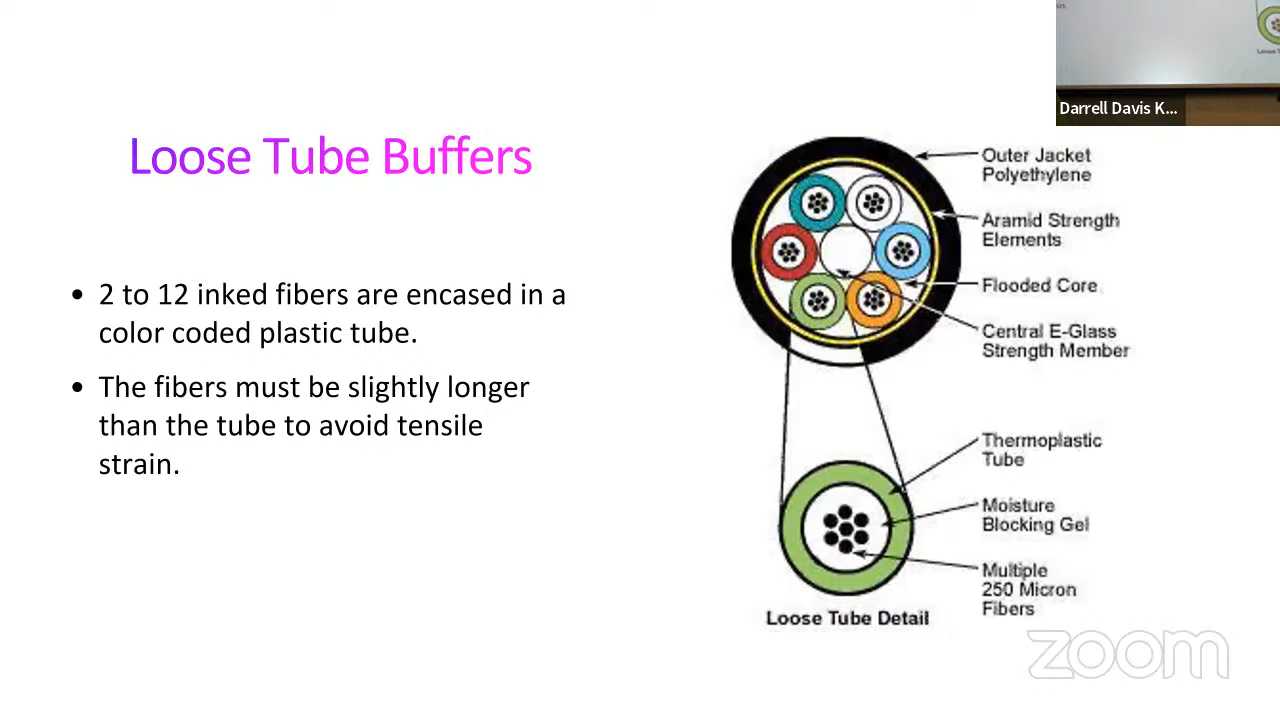 Darrell Davis K...
Loose Tube Buffers
• 2 to 12 inked fibers are encased in a
color coded plastic tube.
• The fibers must be slightly longer
than the tube to avoid tensile
strain.
Outer Jacket
Polyethylene
Aramid Strength
Elements
Flooded Core
Central E-Glass
Strength Member
Thermoplastic
Tube
Moisture
Blocking Gel
Multiple
250 Micron
Fibers
Loose Tube Detail
zoom